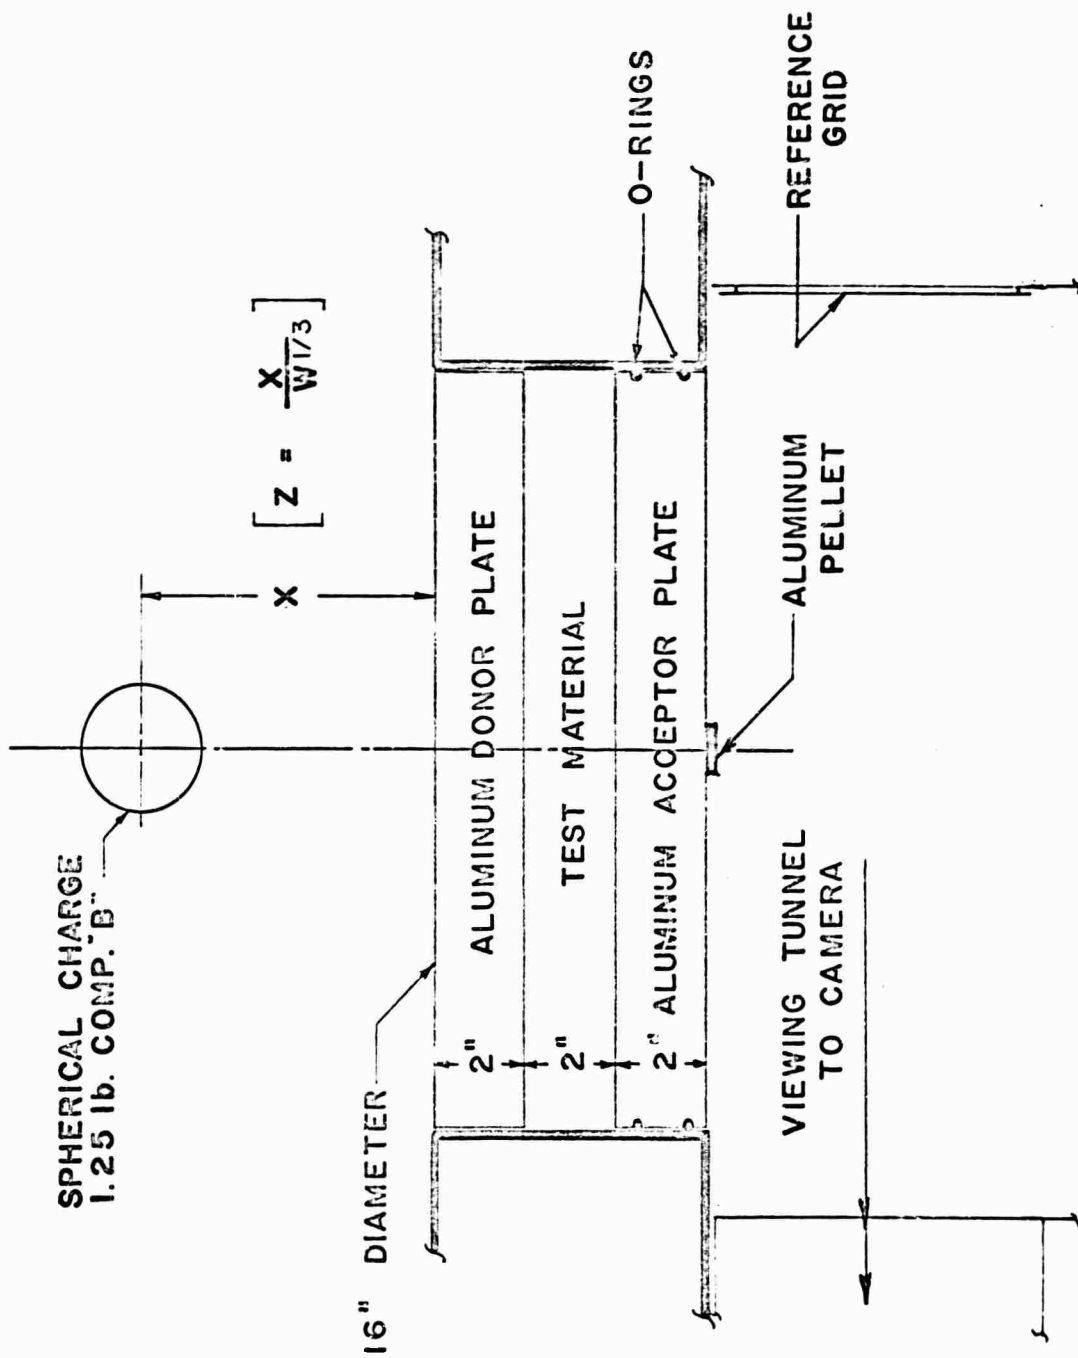 SPHERICAL CHARGE
1.25 lb. COMP. "B"
X
[ Z = X / W1/3 ]
16" DIAMETER
2"
ALUMINUM DONOR PLATE
2"
TEST MATERIAL
2"
ALUMINUM ACCEPTOR PLATE
O-RINGS
VIEWING TUNNEL
TO CAMERA
ALUMINUM
PELLET
REFERENCE
GRID